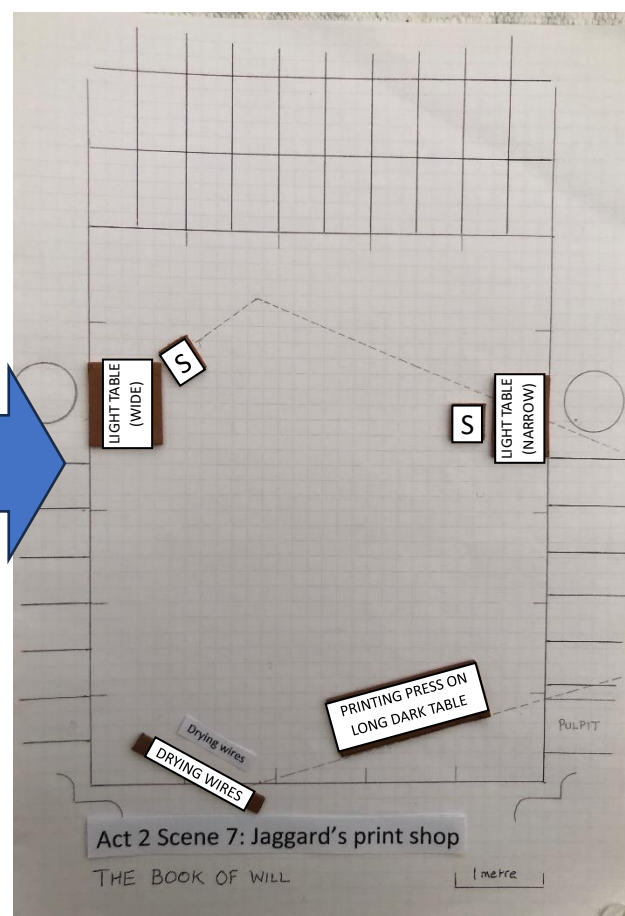 S
LIGHT TABLE
(WIDE)
S
LIGHT TABLE
(NARROW)
PRINTING PRESS ON
LONG DARK TABLE
PULPIT
Drying wires
DRYING WIRES
Act 2 Scene 7: Jaggard's print shop
THE BOOK OF WILL
1 metre